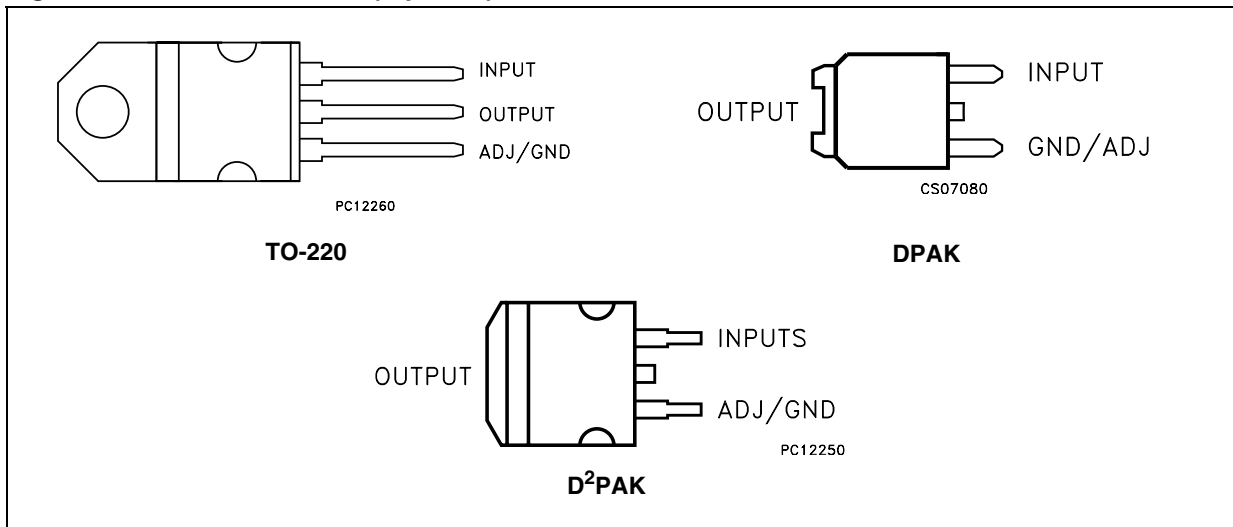 INPUT
OUTPUT
ADJ/GND
PC12260
TO-220
OUTPUT
INPUT
GND/ADJ
CS07080
DPAK
OUTPUT
INPUTS
ADJ/GND
PC12250
D²PAK